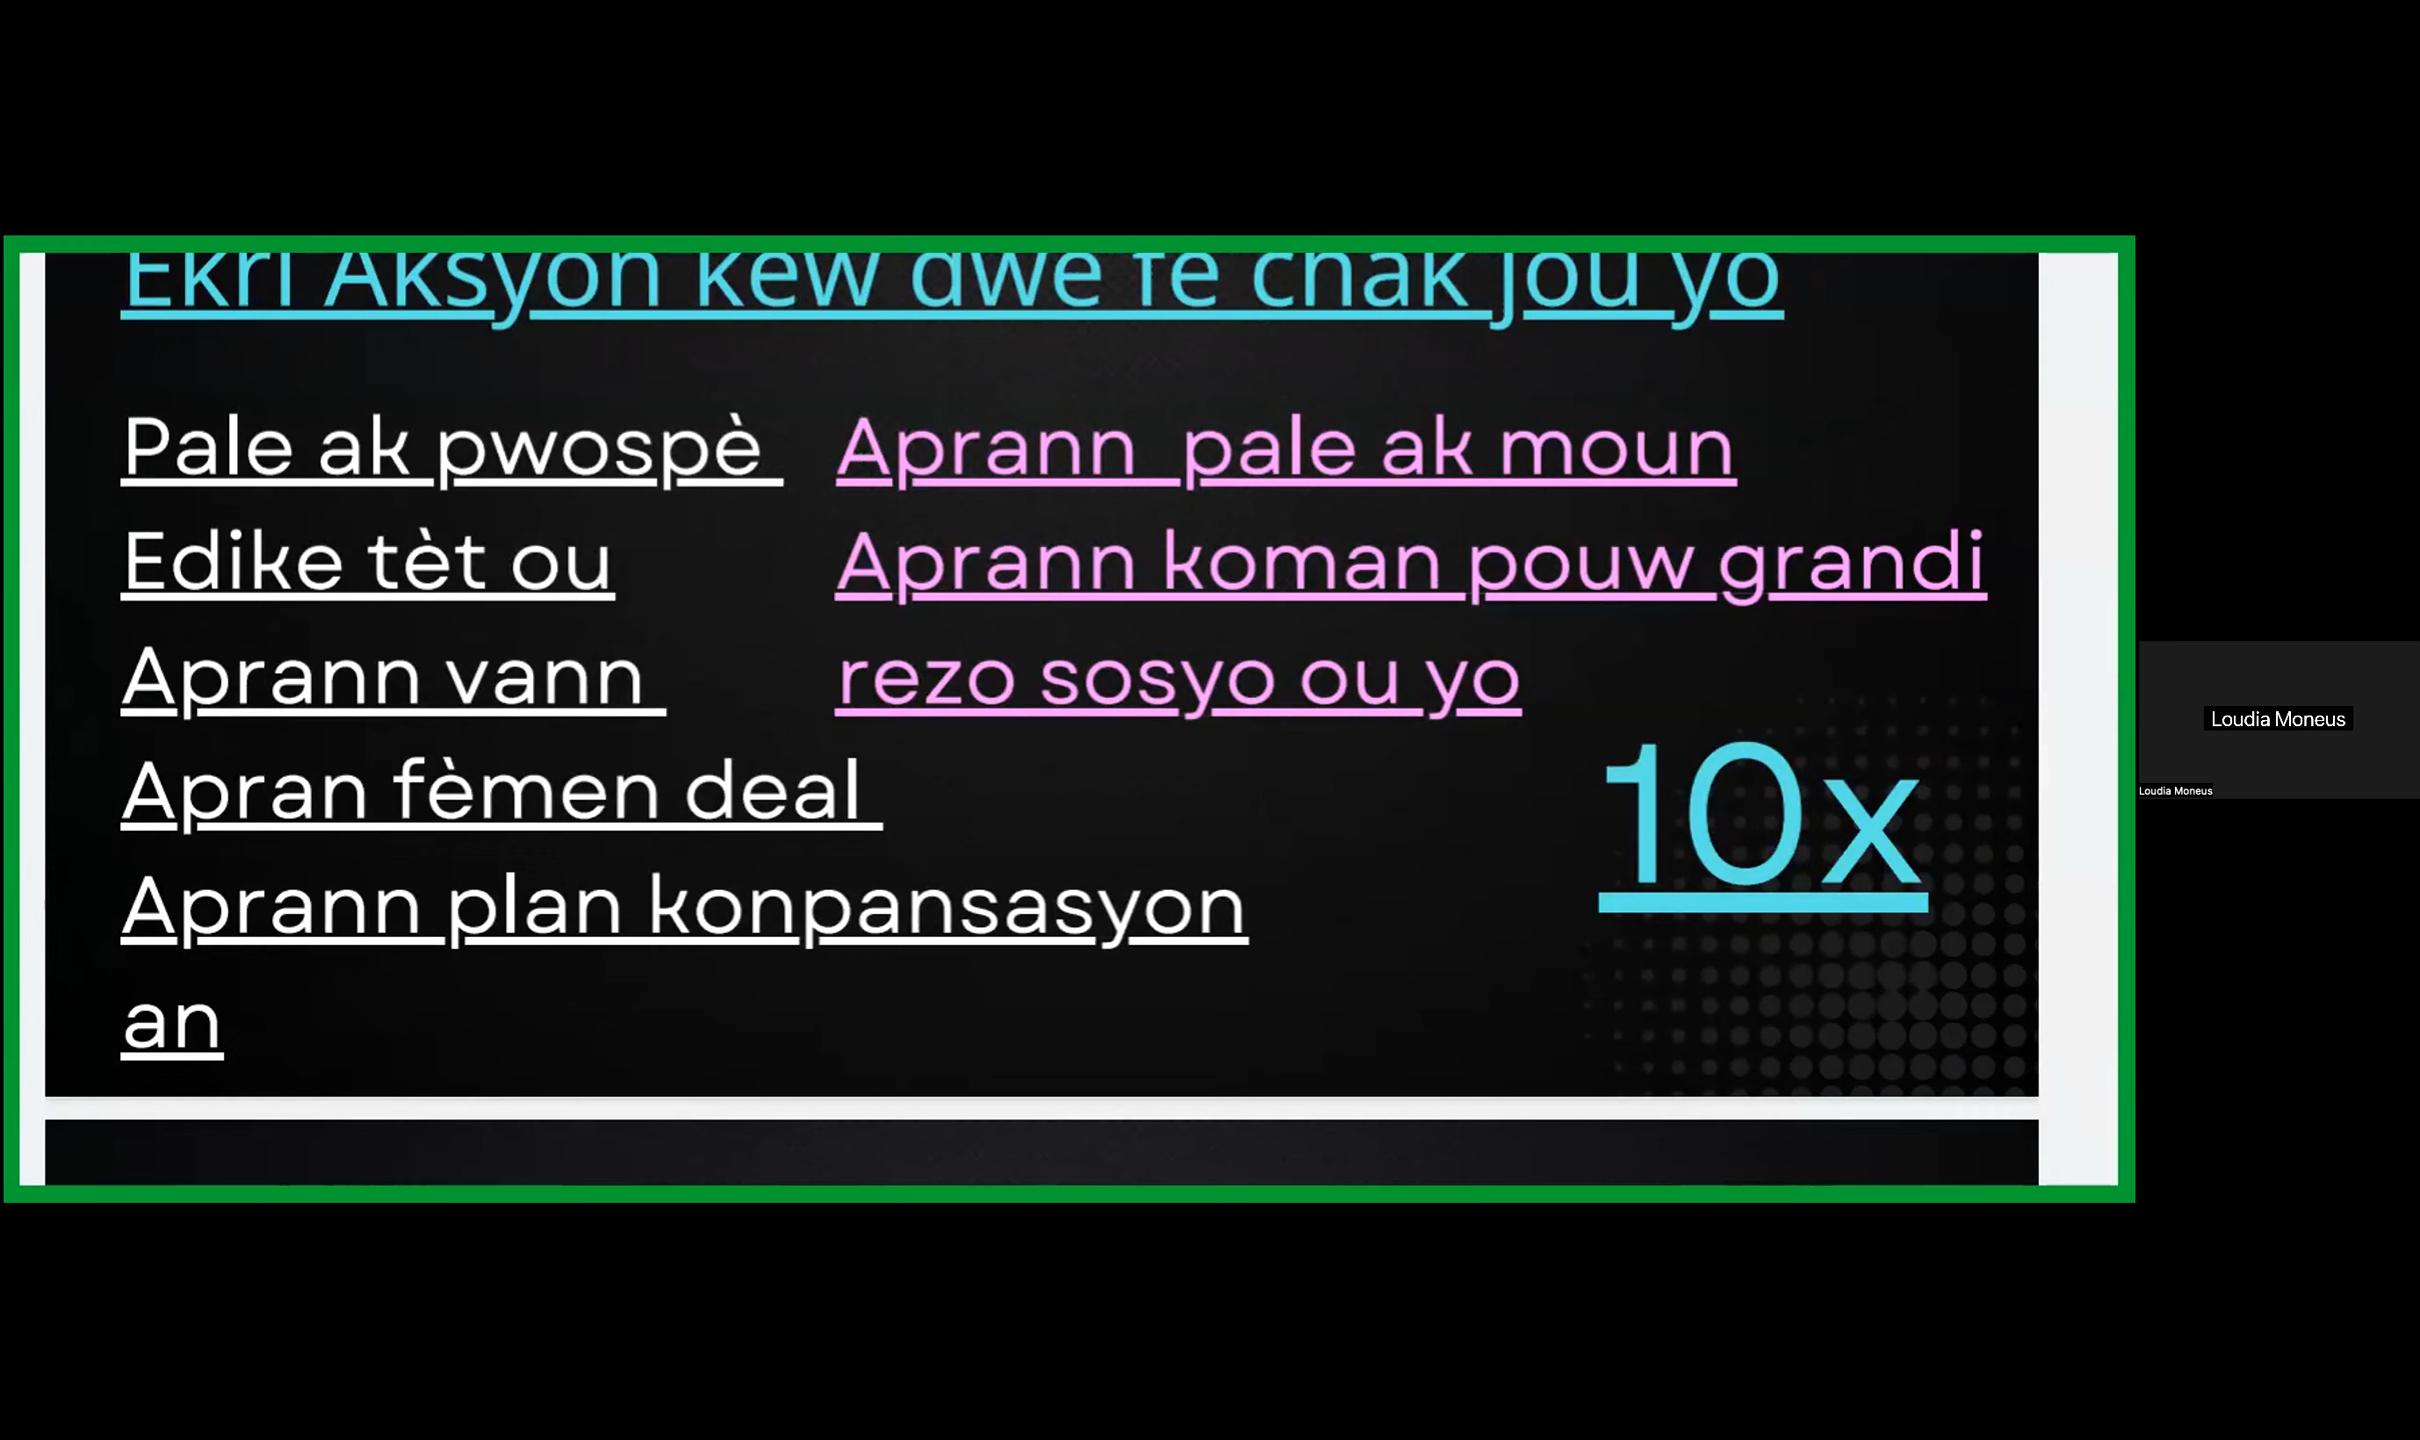 Ekri Aksyon kew dwe fe chak jou yo
Pale ak pwospè
Edike tèt ou
Aprann vann
Apran fèmen deal
Aprann plan konpansasyon
an
Aprann pale ak moun
Aprann koman pouw grandi
rezo sosyo ou yo
10x
Loudia Moneus
Loudia Moneus